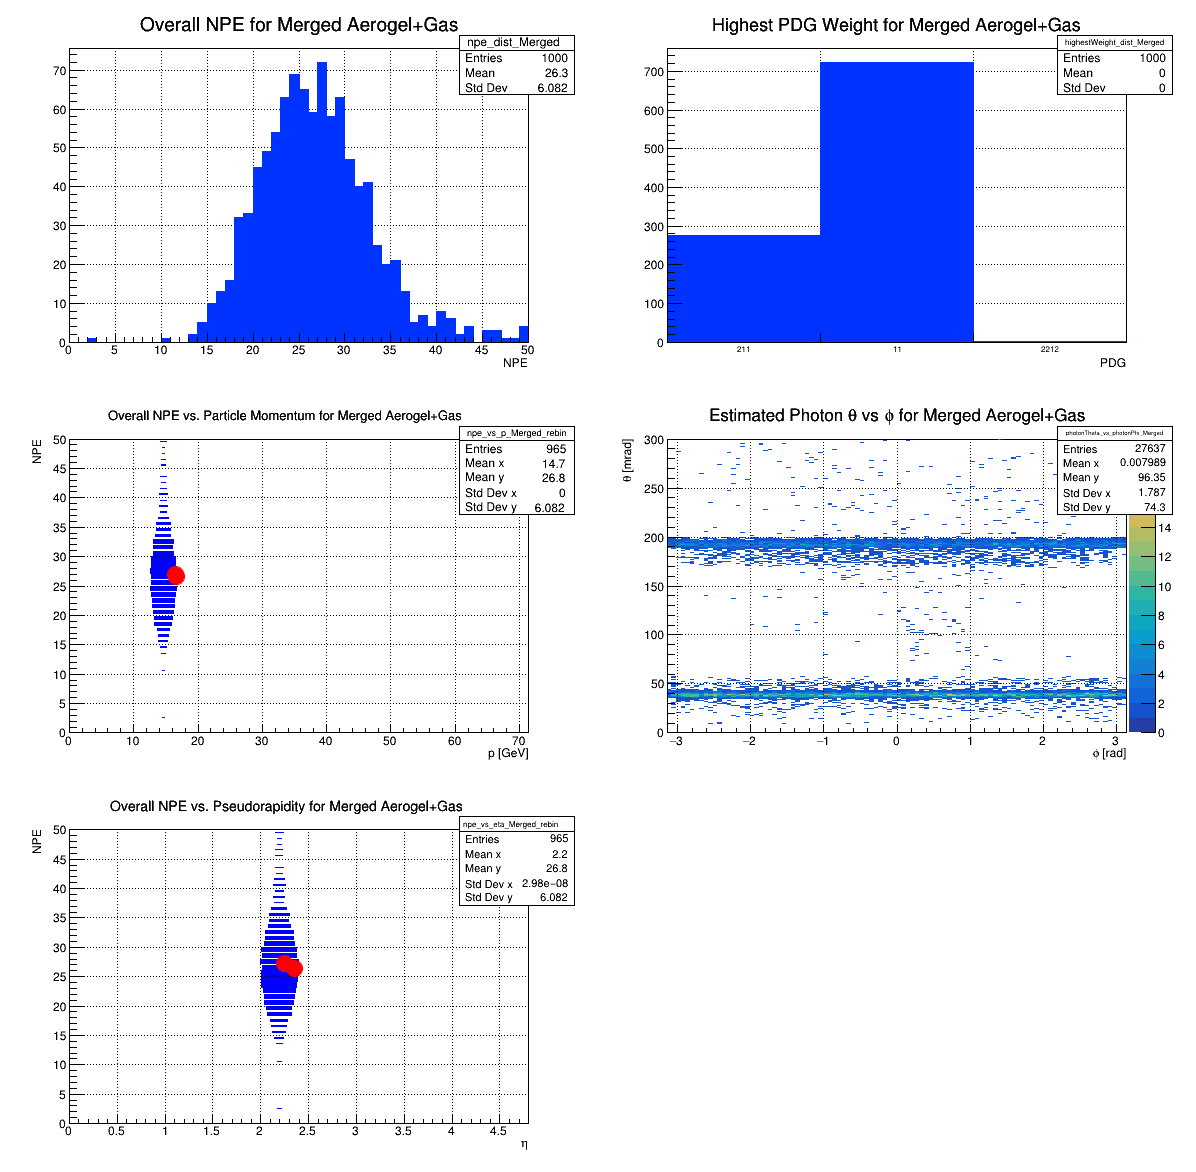 Overall NPE for Merged Aerogel+Gas
npe_dist_Merged
Entries 1000
Mean 26.3
Std Dev 6.082
70
60
50
40
30
20
10
0
0 5 10 15 20 25 30 35 40 45 50
NPE
Highest PDG Weight for Merged Aerogel+Gas
highestWeight_dist_Merged
Entries 1000
Mean 0
Std Dev 0
700
600
500
400
300
200
100
0
211 11 2212
PDG
Overall NPE vs. Particle Momentum for Merged Aerogel+Gas
npe_vs_p_Merged_rebin
Entries 965
Mean x 14.7
Mean y 26.8
Std Dev x 0
Std Dev y 6.082
NPE
50
45
40
35
30
25
20
15
10
5
0
0 10 20 30 40 50 60 70
p [GeV]
Estimated Photon θ vs ϕ for Merged Aerogel+Gas
photonTheta_vs_photonPhi_Merged
Entries 27637
Mean x 0.007989
Mean y 96.35
Std Dev x 1.787
Std Dev y 74.3
θ [mrad]
300
250
200
150
100
50
0
−3 −2 −1 0 1 2 3
ϕ [rad]
14
12
10
8
6
4
2
0
Overall NPE vs. Pseudorapidity for Merged Aerogel+Gas
npe_vs_eta_Merged_rebin
Entries 965
Mean x 2.2
Mean y 26.8
Std Dev x 2.98e−08
Std Dev y 6.082
NPE
50
45
40
35
30
25
20
15
10
5
0
0 0.5 1 1.5 2 2.5 3 3.5 4 4.5
η